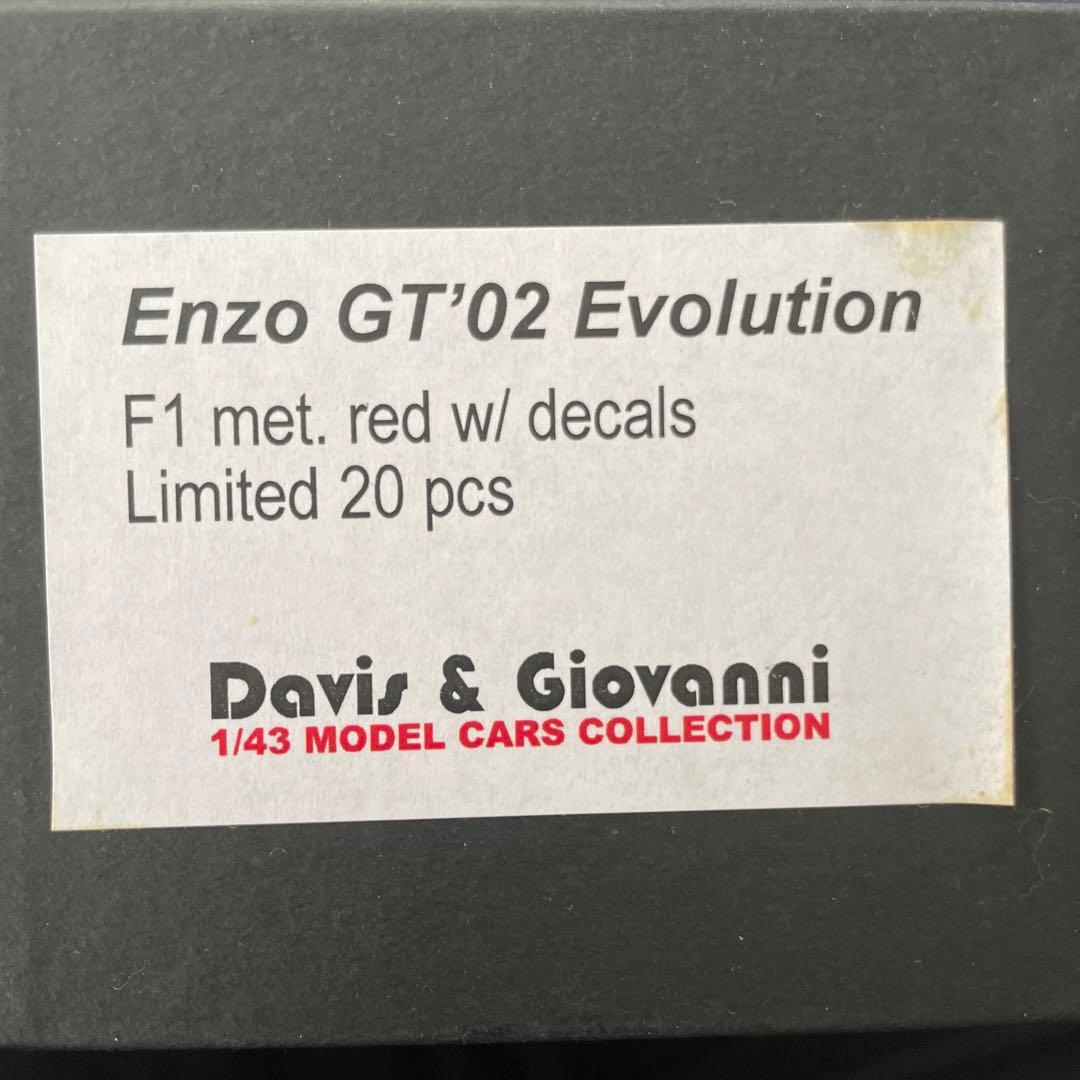 Enzo GT’02 Evolution
F1 met. red w/ decals
Limited 20 pcs
Davis & Giovanni
1/43 MODEL CARS COLLECTION